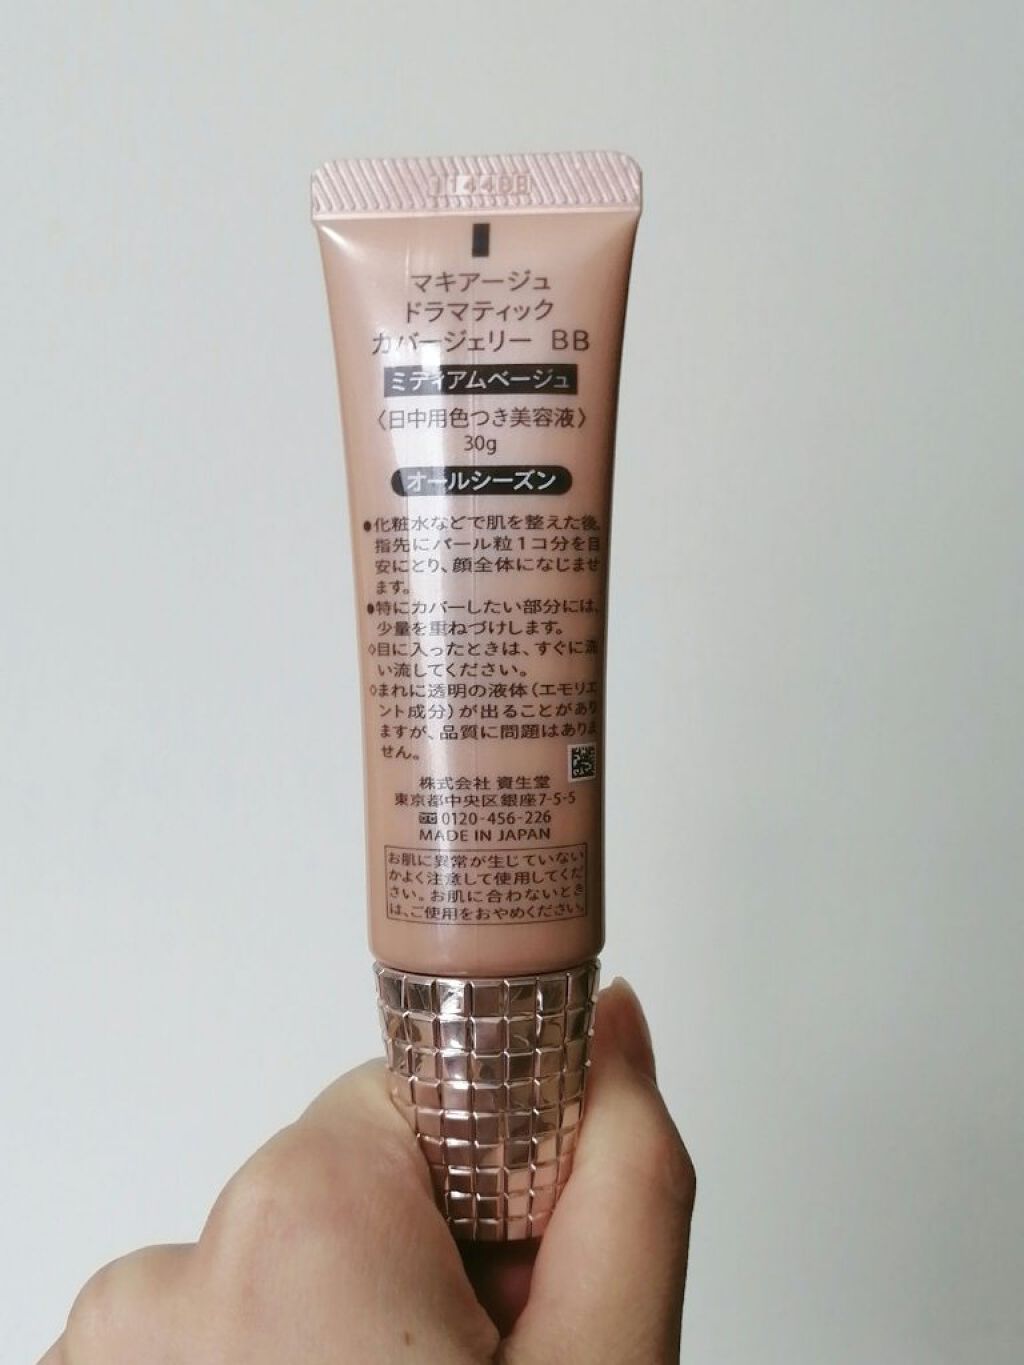 マキアージュ
ドラマティック
カバージェリー BB
ミディアムベージュ
〈日中用色つき美容液〉
30g
オールシーズン
●化粧水などで肌を整えた後、
指先にパール粒1コ分を目
安にとり、顔全体になじませ
ます。
●特にカバーしたい部分には、
少量を重ねづけします。
◇目に入ったときは、すぐに洗
い流してください。
◇まれに透明の液体(エモリエ
ント成分)が出ることがあり
ますが、品質に問題はありま
せん。
株式会社 資生堂
東京都中央区銀座7-5-5
0120-456-226
MADE IN JAPAN
お肌に異常が生じていない
かよく注意して使用してくだ
さい。お肌に合わないとき
は、ご使用をおやめください。